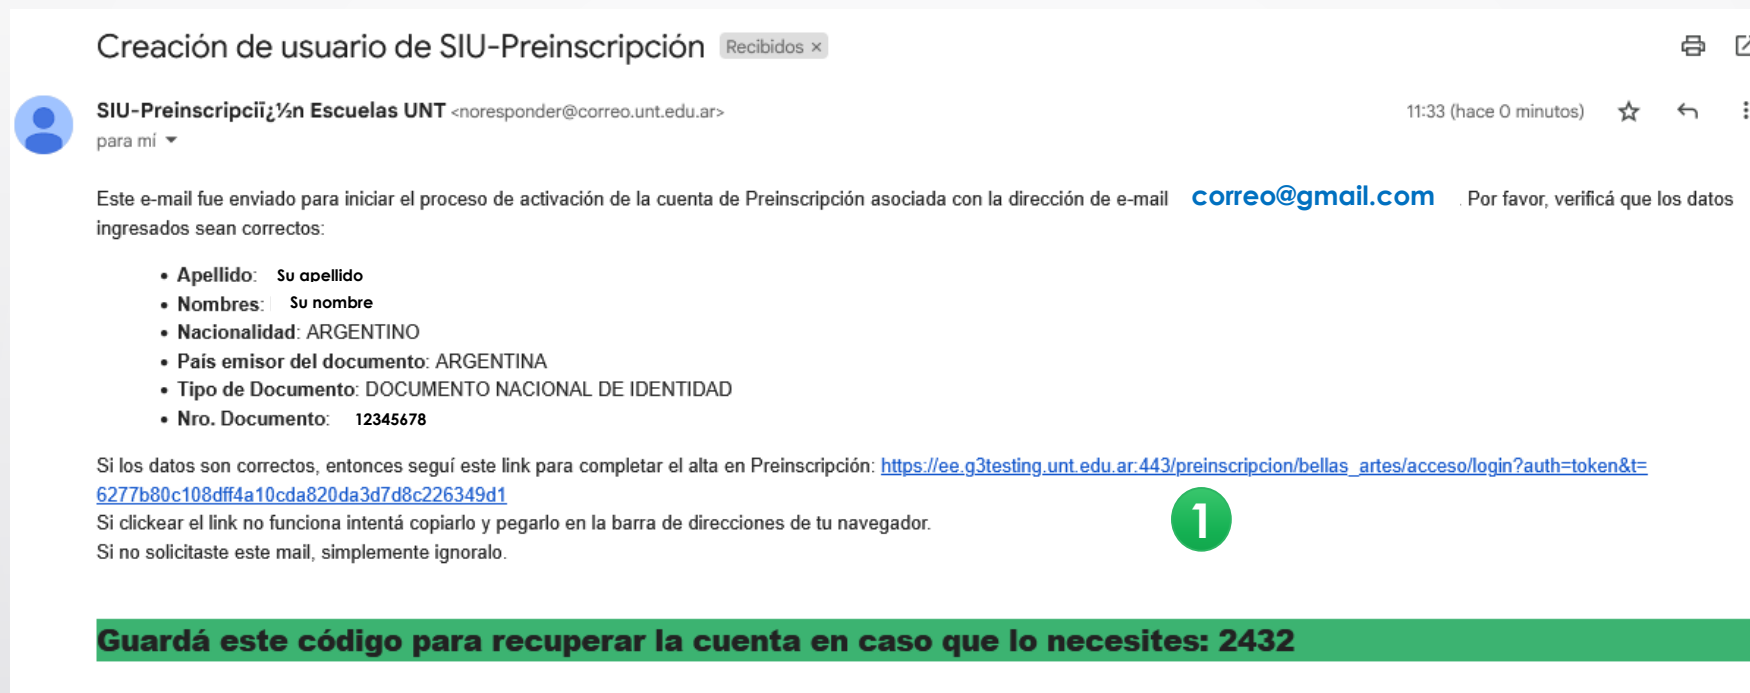 Creación de usuario de SIU-Preinscripción Recibidos ×
SIU-Preinscripciï¿½n Escuelas UNT <noresponder@correo.unt.edu.ar> 11:33 (hace 0 minutos)
para mí
Este e-mail fue enviado para iniciar el proceso de activación de la cuenta de Preinscripción asociada con la dirección de e-mail correo@gmail.com . Por favor, verificá que los datos
ingresados sean correctos:
• Apellido: Su apellido
• Nombres: Su nombre
• Nacionalidad: ARGENTINO
• País emisor del documento: ARGENTINA
• Tipo de Documento: DOCUMENTO NACIONAL DE IDENTIDAD
• Nro. Documento: 12345678
Si los datos son correctos, entonces seguí este link para completar el alta en Preinscripción: https://ee.g3testing.unt.edu.ar:443/preinscripcion/bellas_artes/acceso/login?auth=token&t=
6277b80c108dff4a10cda820da3d7d8c226349d1
Si clickear el link no funciona intentá copiarlo y pegarlo en la barra de direcciones de tu navegador.
1
Si no solicitaste este mail, simplemente ignoralo.
Guardá este código para recuperar la cuenta en caso que lo necesites: 2432